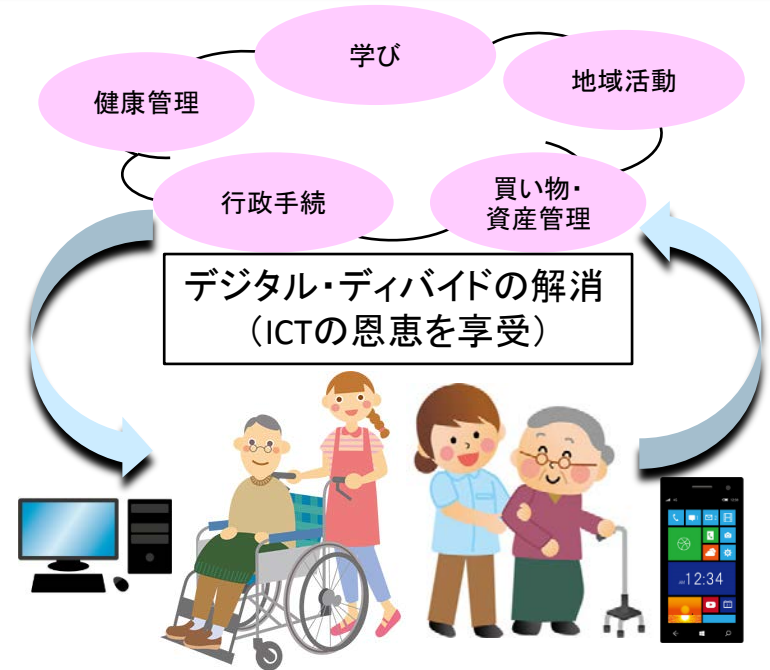 学び
健康管理
地域活動
行政手続
買い物・
資産管理
デジタル・ディバイドの解消
（ICTの恩恵を享受）
12:34